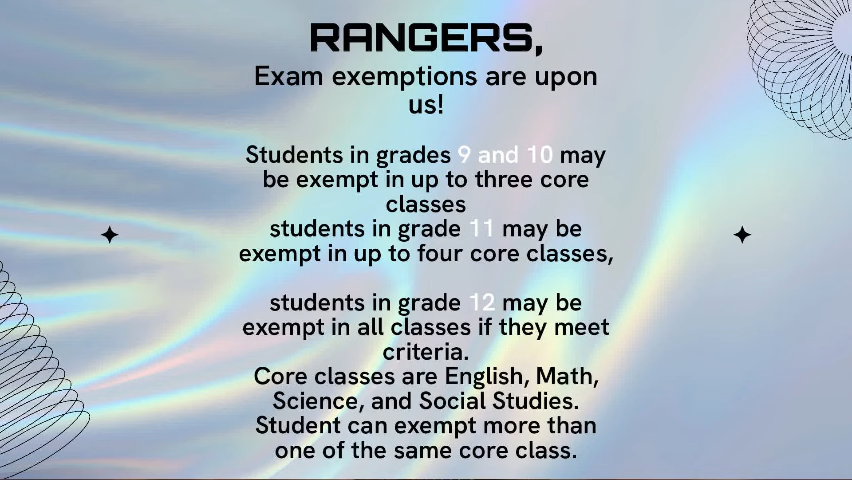 RANGERS,
Exam exemptions are upon
us!
Students in grades 9 and 10 may
be exempt in up to three core
classes
students in grade 11 may be
exempt in up to four core classes,
students in grade 12 may be
exempt in all classes if they meet
criteria.
Core classes are English, Math,
Science, and Social Studies.
Student can exempt more than
one of the same core class.